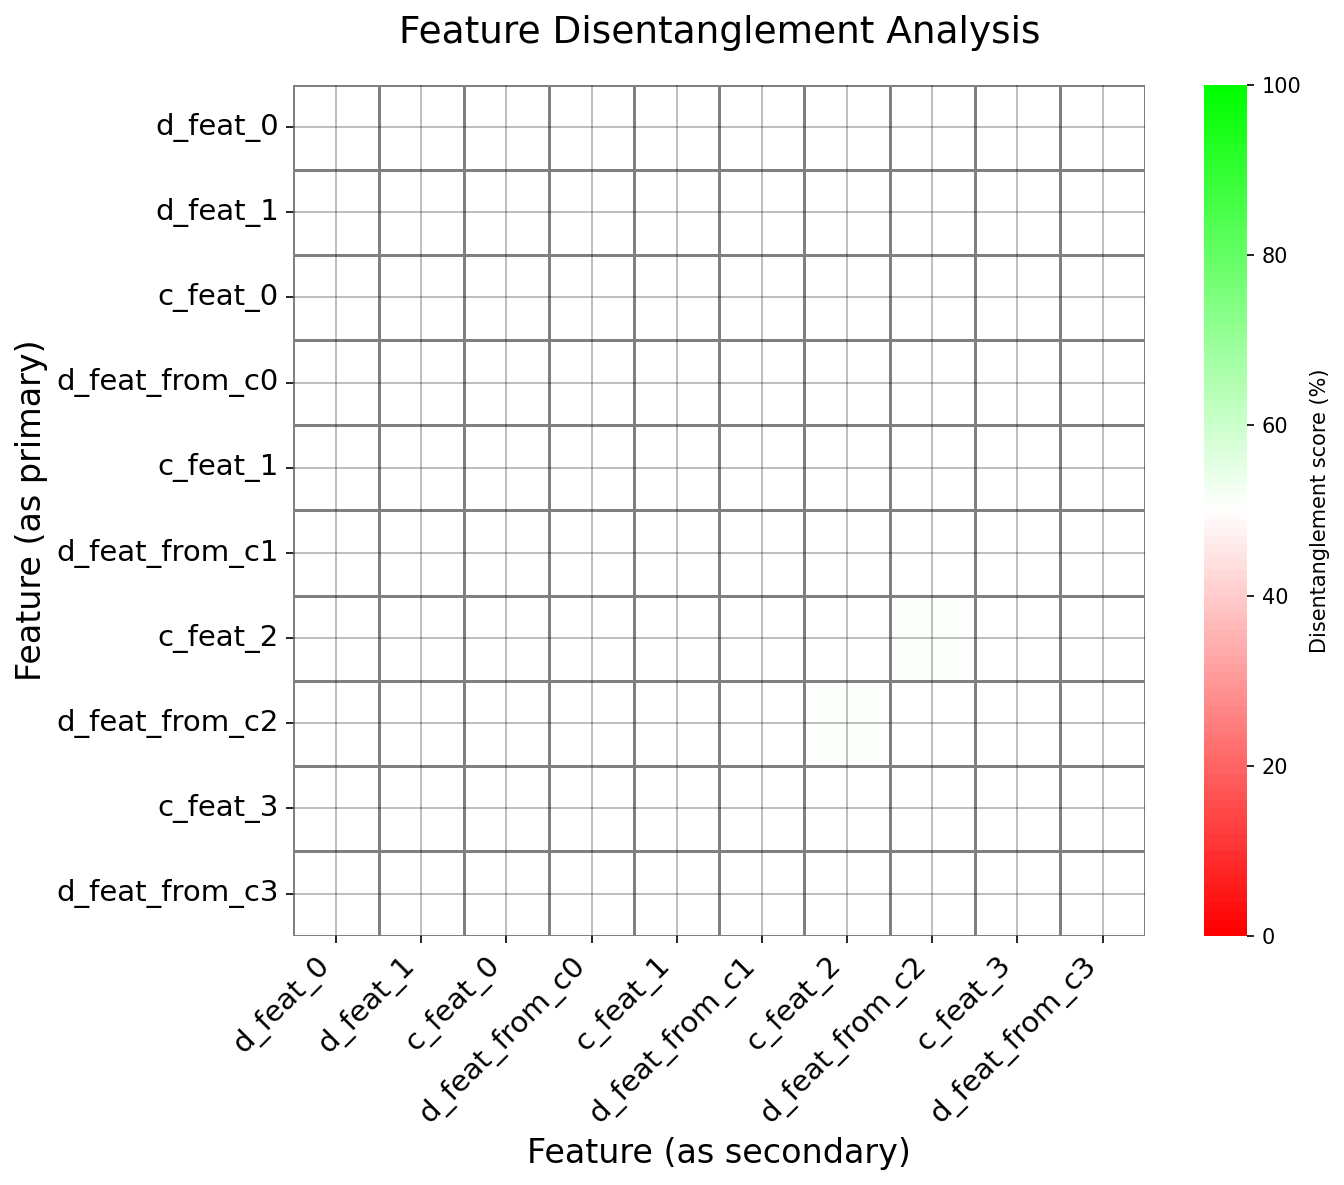 Feature Disentanglement Analysis
Feature (as primary)
d_feat_0
d_feat_1
c_feat_0
d_feat_from_c0
c_feat_1
d_feat_from_c1
c_feat_2
d_feat_from_c2
c_feat_3
d_feat_from_c3
d_feat_0
d_feat_1
c_feat_0
d_feat_from_c0
c_feat_1
d_feat_from_c1
c_feat_2
d_feat_from_c2
c_feat_3
d_feat_from_c3
Feature (as secondary)
100
80
60
40
20
0
Disentanglement score (%)